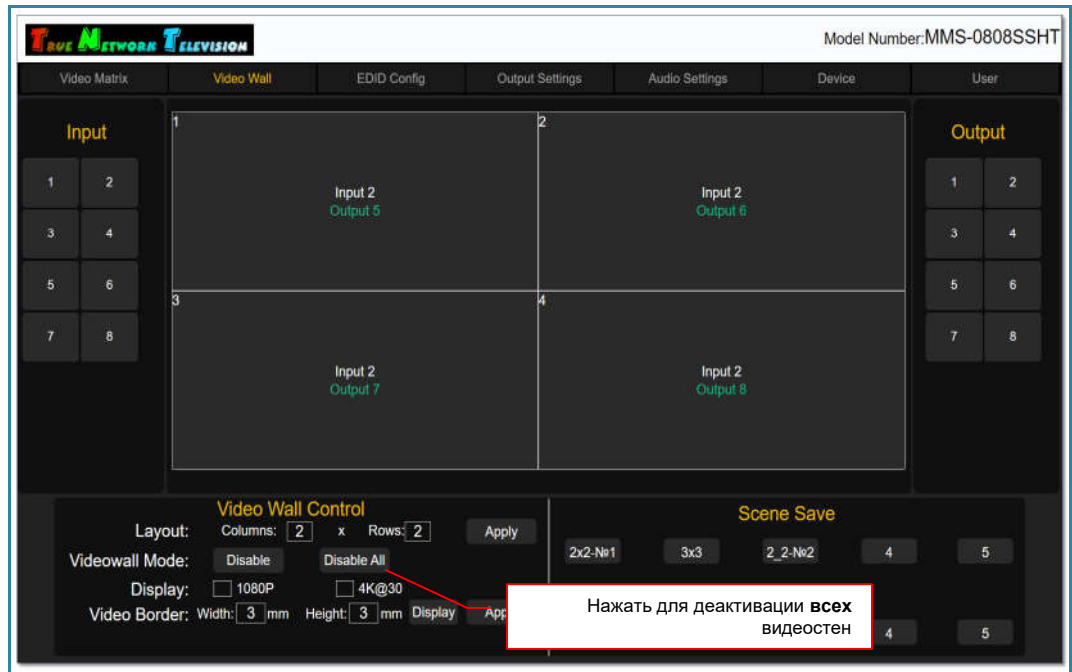 TRUE NETWORK TELEVISION
Model Number:MMS-0808SSHT
Video Matrix Video Wall EDID Config Output Settings Audio Settings Device User
Input
1 2
3 4
5 6
7 8
1
Input 2
Output 5
2
Input 2
Output 6
3
Input 2
Output 7
4
Input 2
Output 8
Output
1 2
3 4
5 6
7 8
Video Wall Control
Layout: Columns: 2 x Rows: 2 Apply
Videowall Mode: Disable Disable All
Display: 1080P 4K@30
Video Border: Width: 3 mm Height: 3 mm Display
Scene Save
2x2-№1 3x3 2_2-№2 4 5
4 5
Нажать для деактивации всех
видеостен